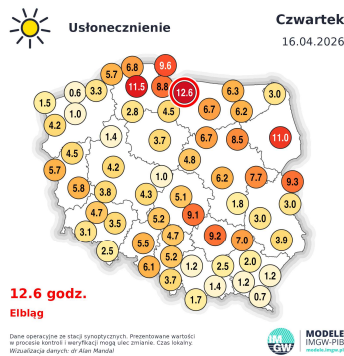 Usłonecznienie
Czwartek
16.04.2026
5.7 6.8 9.6
1.5 0.6 3.3 11.5 8.8 12.6 6.3 3.0
4.2 1.0 2.8 4.5 6.7 6.2
1.4 3.7 6.7 8.5 11.0
4.5 4.8
5.7 4.2 1.0 6.2 7.7 9.3
5.8 3.8 4.3 5.1 1.8 3.0
4.7 3.5 5.2 9.1 3.0
3.1 4.7 9.2 7.0 3.9
2.5 5.5 5.2
6.1 1.2 2.5 2.0 1.2
3.7 1.4 1.2
1.7 0.7
12.6 godz.
Elbląg
Dane operacyjne ze stacji synoptycznych. Prezentowane wartości
w procesie kontroli i weryfikacji mogą ulec zmianie. Czas lokalny.
Wizualizacja danych: dr Alan Mandal
IMGW
MODELE
IMGW-PIB
modele.imgw.pl